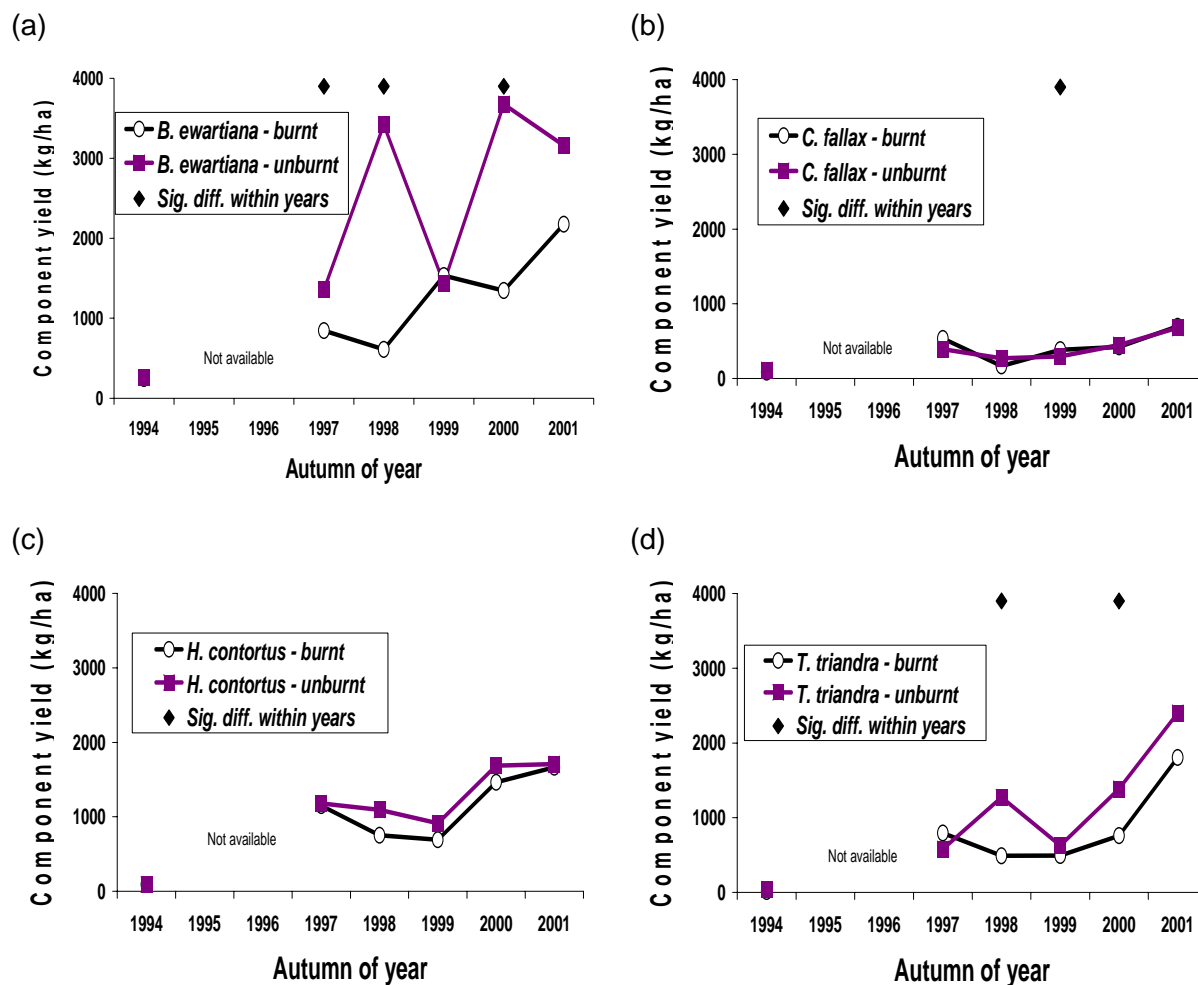 (a)
Component yield (kg/ha)
4000
3000
2000
1000
0
B. ewartiana - burnt
B. ewartiana - unburnt
Sig. diff. within years
Not available
1994 1995 1996 1997 1998 1999 2000 2001
Autumn of year
(b)
Component yield (kg/ha)
4000
3000
2000
1000
0
C. fallax - burnt
C. fallax - unburnt
Sig. diff. within years
Not available
1994 1995 1996 1997 1998 1999 2000 2001
Autumn of year
(c)
Component yield (kg/ha)
4000
3000
2000
1000
0
H. contortus - burnt
H. contortus - unburnt
Sig. diff. within years
Not available
1994 1995 1996 1997 1998 1999 2000 2001
Autumn of year
(d)
Component yield (kg/ha)
4000
3000
2000
1000
0
T. triandra - burnt
T. triandra - unburnt
Sig. diff. within years
Not available
1994 1995 1996 1997 1998 1999 2000 2001
Autumn of year